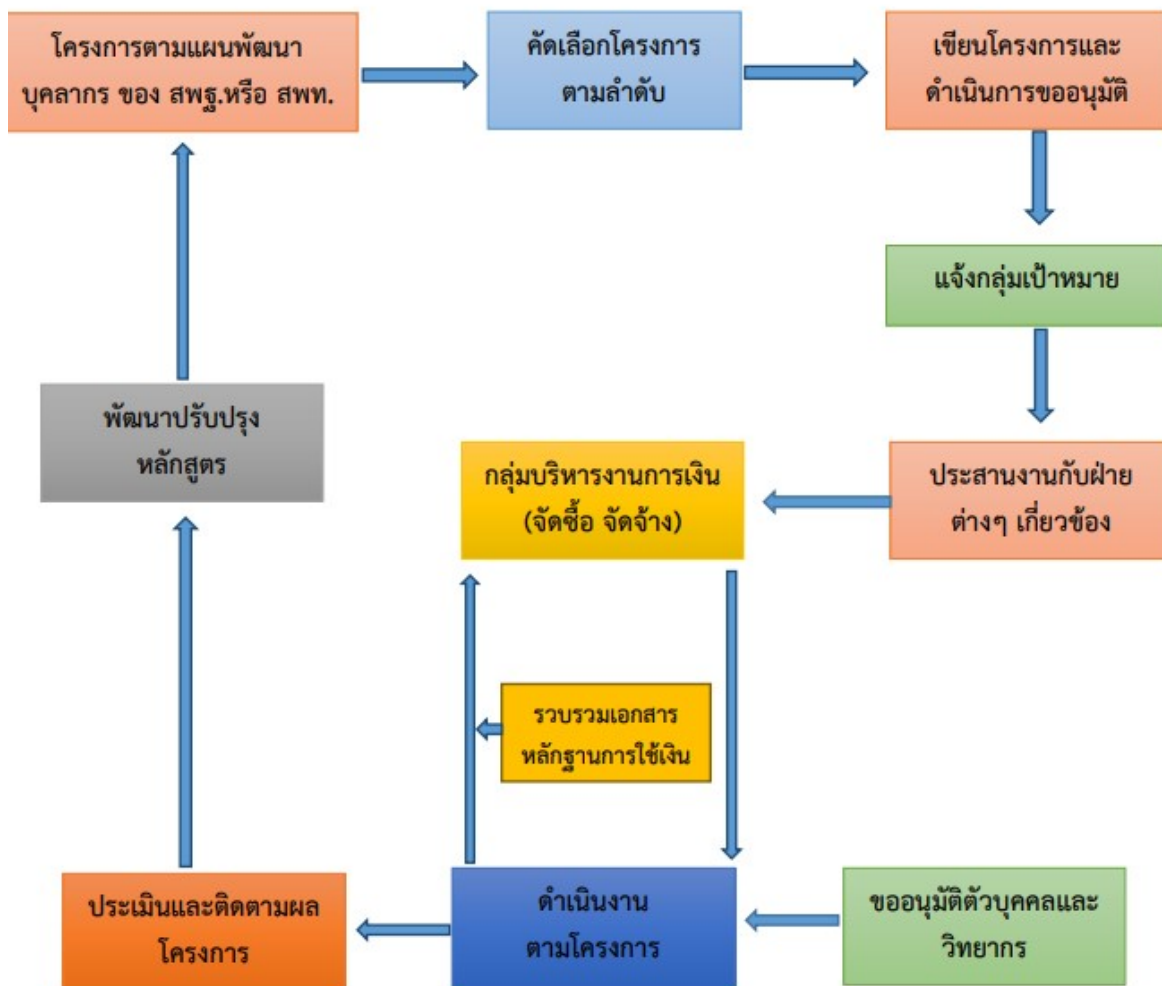 โครงการตามแผนพัฒนา
บุคลากร ของ สพฐ.หรือ สพท.
คัดเลือกโครงการ
ตามลำดับ
เขียนโครงการและ
ดำเนินการขออนุมัติ
แจ้งกลุ่มเป้าหมาย
พัฒนาปรับปรุง
หลักสูตร
กลุ่มบริหารงานการเงิน
(จัดซื้อ จัดจ้าง)
ประสานงานกับฝ่าย
ต่างๆ เกี่ยวข้อง
รวบรวมเอกสาร
หลักฐานการใช้เงิน
ประเมินและติดตามผล
โครงการ
ดำเนินงาน
ตามโครงการ
ขออนุมัติตัวบุคคลและ
วิทยากร